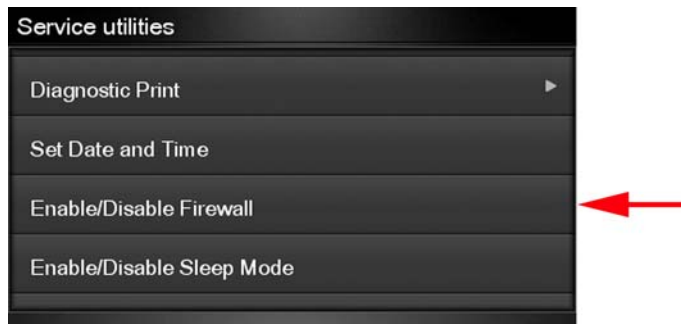 Service utilities
Diagnostic Print
Set Date and Time
Enable/Disable Firewall
Enable/Disable Sleep Mode